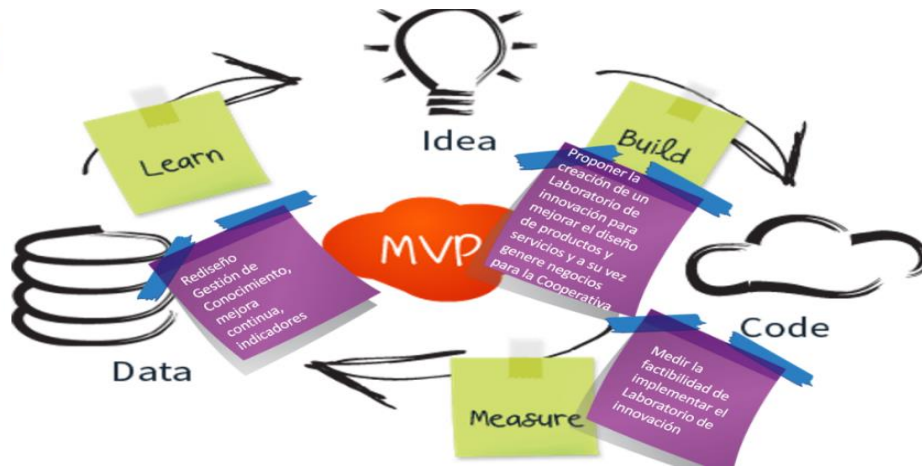 Idea
Learn
Build
MVP
Proponer la
creación de un
Laboratorio de
innovación para
mejorar el diseño
de productos y
servicios y a su vez
genere negocios
para la Cooperativa
Rediseño
Gestión de
Conocimiento,
mejora
continua,
indicadores
Code
Data
Medir la
factibilidad de
implementar el
Laboratorio de
innovación
Measure